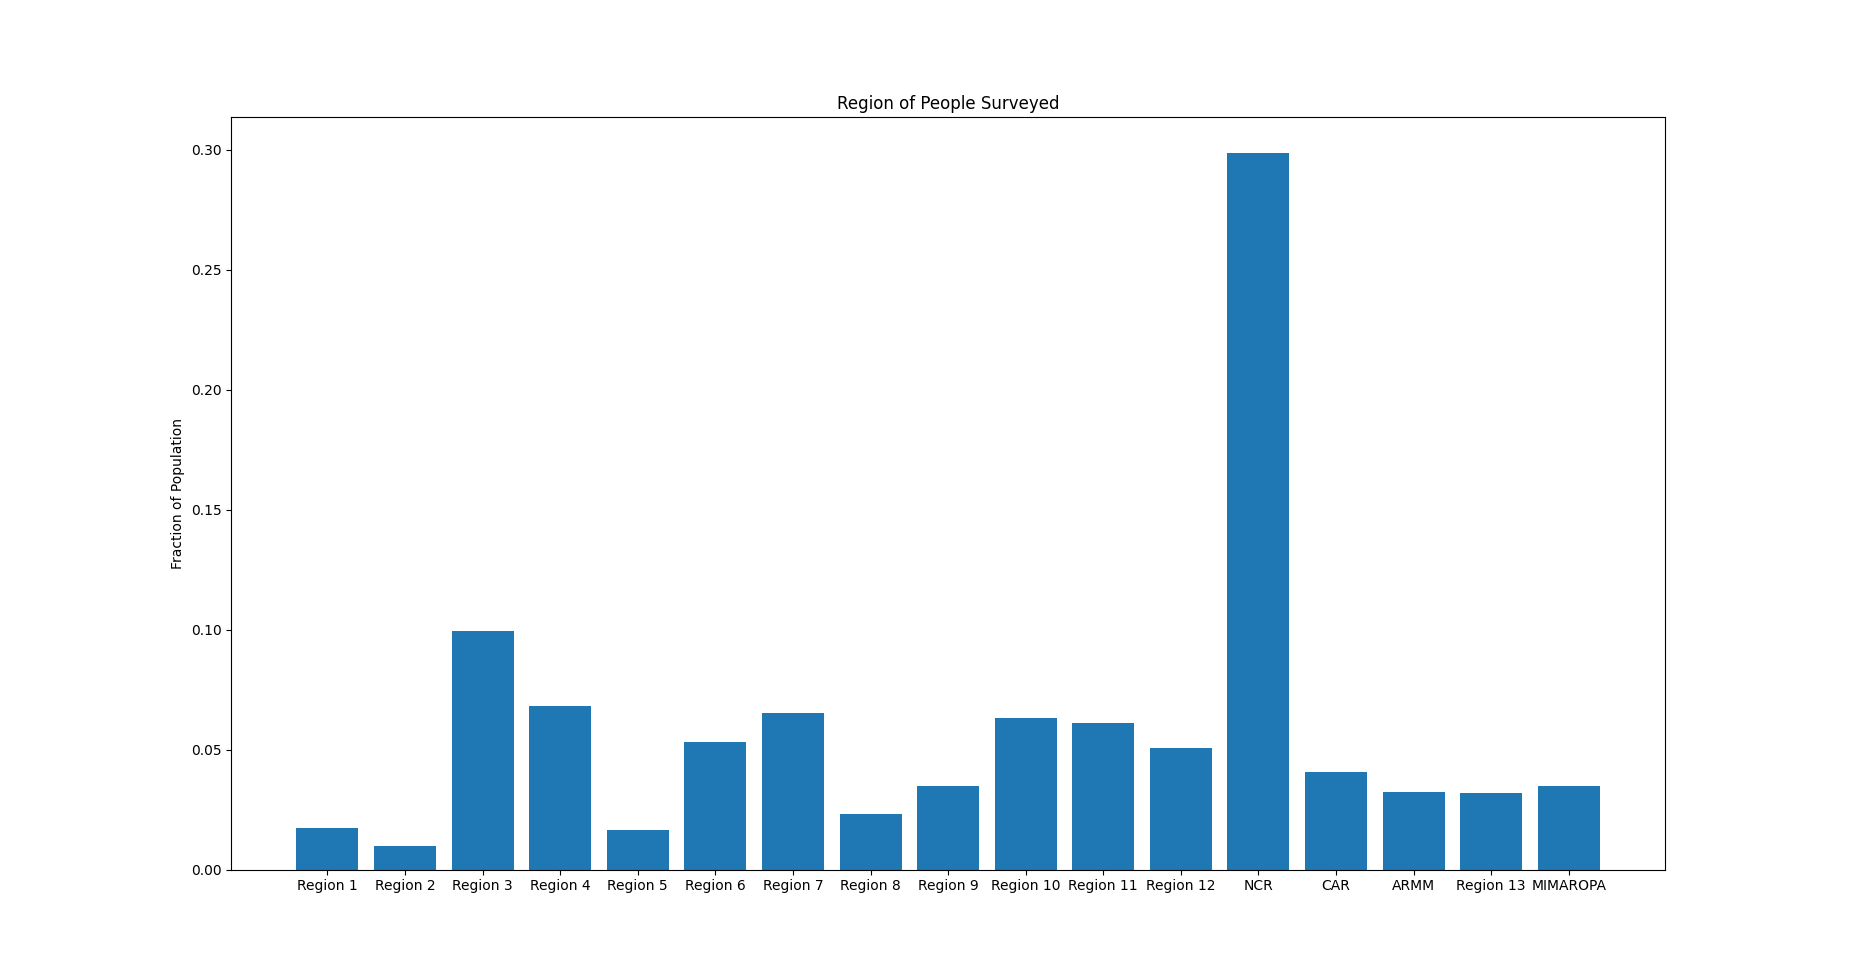 Region of People Surveyed
0.30
0.25
0.20
0.15
0.10
0.05
0.00
Fraction of Population
Region 1 Region 2 Region 3 Region 4 Region 5 Region 6 Region 7 Region 8 Region 9 Region 10 Region 11 Region 12 NCR CAR ARMM Region 13 MIMAROPA